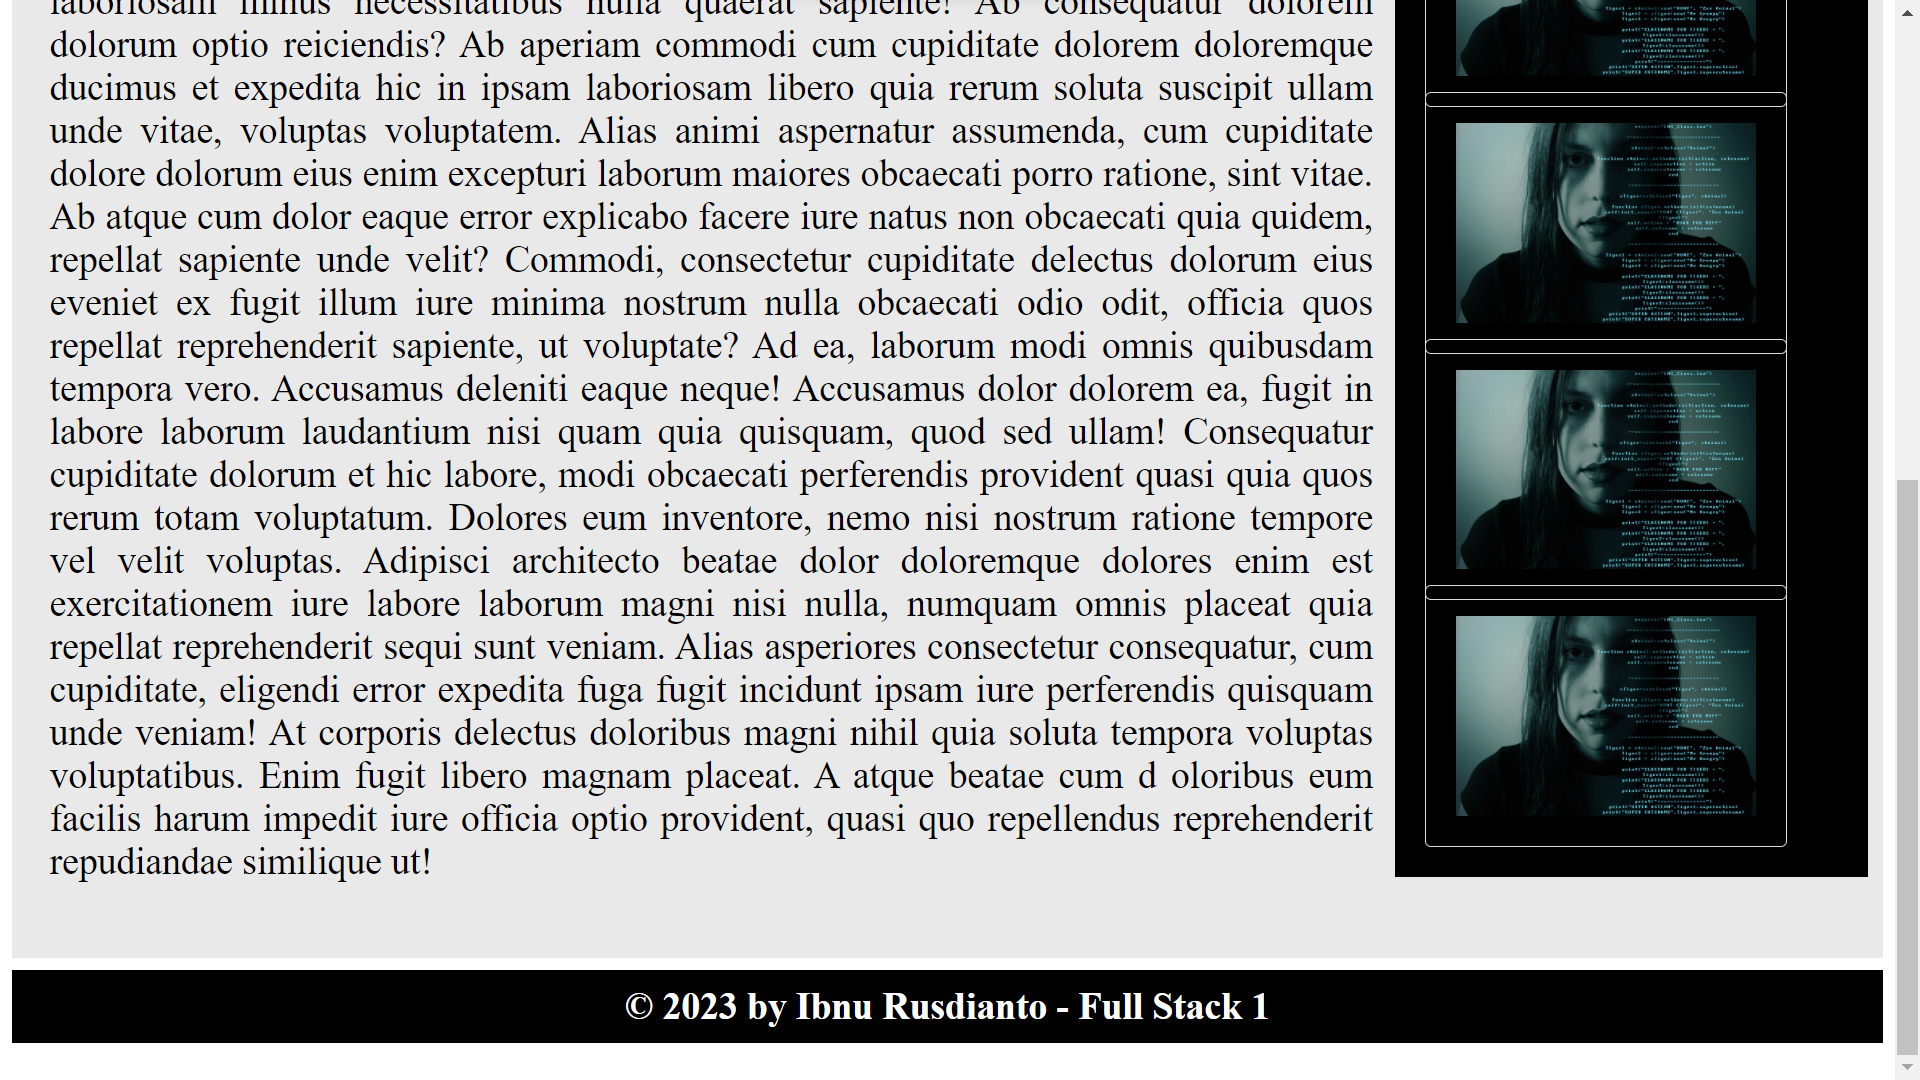 laboriosam minus necessitatibus nulla quaerat sapiente! Ab consequatur dolorem
dolorum optio reiciendis? Ab aperiam commodi cum cupiditate dolorem doloremque
ducimus et expedita hic in ipsam laboriosam libero quia rerum soluta suscipit ullam
unde vitae, voluptas voluptatem. Alias animi aspernatur assumenda, cum cupiditate
dolore dolorum eius enim excepturi laborum maiores obcaecati porro ratione, sint vitae.
Ab atque cum dolor eaque error explicabo facere iure natus non obcaecati quia quidem,
repellat sapiente unde velit? Commodi, consectetur cupiditate delectus dolorum eius
eveniet ex fugit illum iure minima nostrum nulla obcaecati odio odit, officia quos
repellat reprehenderit sapiente, ut voluptate? Ad ea, laborum modi omnis quibusdam
tempora vero. Accusamus deleniti eaque neque! Accusamus dolor dolorem ea, fugit in
labore laborum laudantium nisi quam quia quisquam, quod sed ullam! Consequatur
cupiditate dolorum et hic labore, modi obcaecati perferendis provident quasi quia quos
rerum totam voluptatum. Dolores eum inventore, nemo nisi nostrum ratione tempore
vel velit voluptas. Adipisci architecto beatae dolor doloremque dolores enim est
exercitationem iure labore laborum magni nisi nulla, numquam omnis placeat quia
repellat reprehenderit sequi sunt veniam. Alias asperiores consectetur consequatur, cum
cupiditate, eligendi error expedita fuga fugit incidunt ipsam iure perferendis quisquam
unde veniam! At corporis delectus doloribus magni nihil quia soluta tempora voluptas
voluptatibus. Enim fugit libero magnam placeat. A atque beatae cum d oloribus eum
facilis harum impedit iure officia optio provident, quasi quo repellendus reprehenderit
repudiandae similique ut!
© 2023 by Ibnu Rusdianto - Full Stack 1